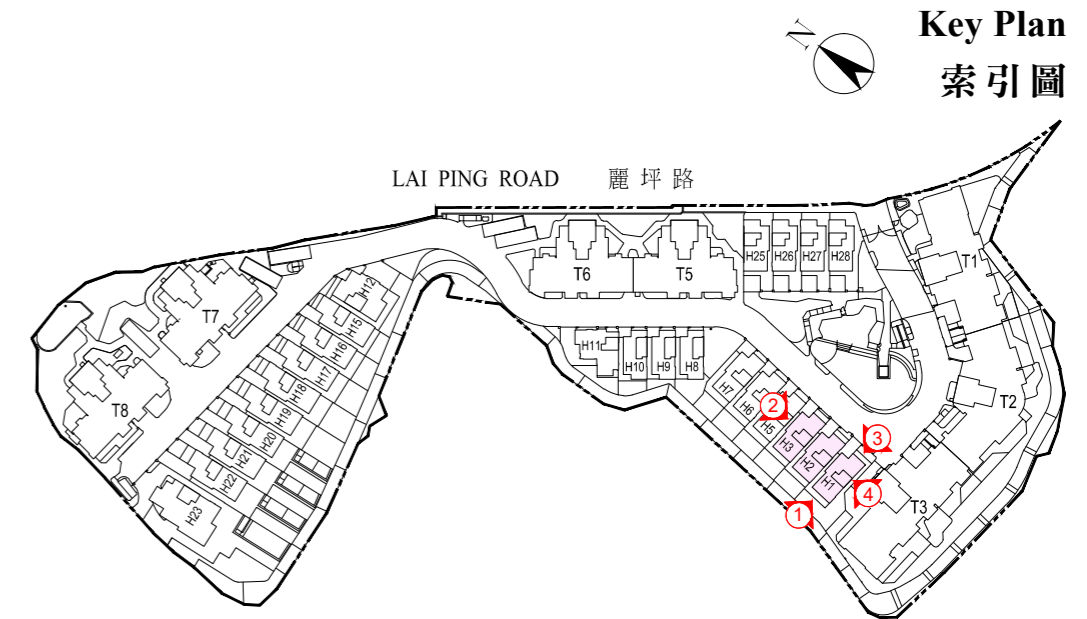 N
Key Plan
索引圖
LAI PING ROAD 麗坪路
T1
T2
T3
T5
T6
T7
T8
H25
H26
H27
H28
H12
H15
H16
H17
H18
H19
H20
H21
H22
H23
H11
H10
H9
H8
H7
H6
H5
H3
H2
H1
2
3
4
1